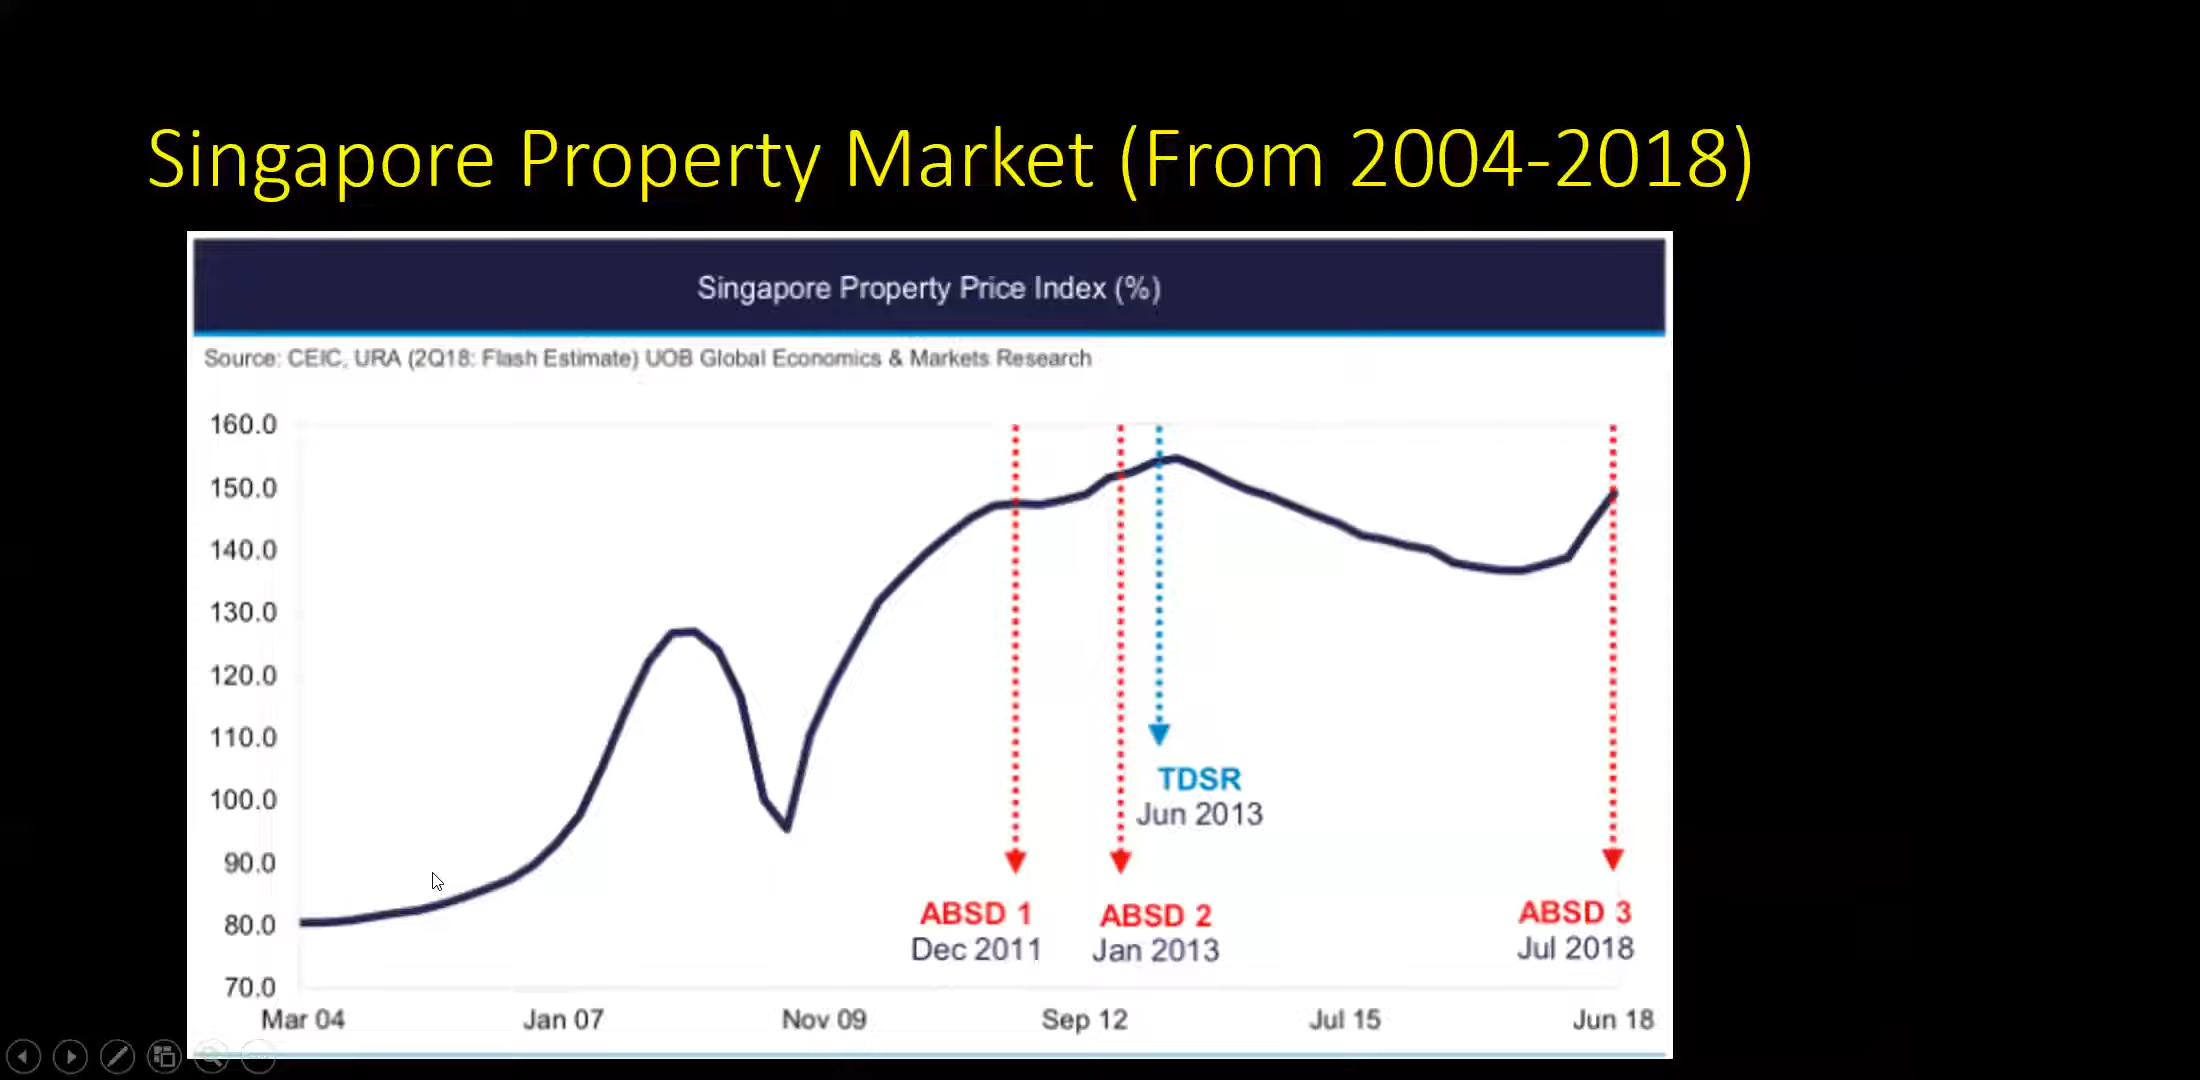 Singapore Property Market (From 2004-2018)
Singapore Property Price Index (%)
Source: CEIC, URA (2Q18: Flash Estimate) UOB Global Economics & Markets Research
160.0
150.0
140.0
130.0
120.0
110.0
100.0
90.0
80.0
70.0
TDSR
Jun 2013
ABSD 1
Dec 2011
ABSD 2
Jan 2013
ABSD 3
Jul 2018
Mar 04
Jan 07
Nov 09
Sep 12
Jul 15
Jun 18